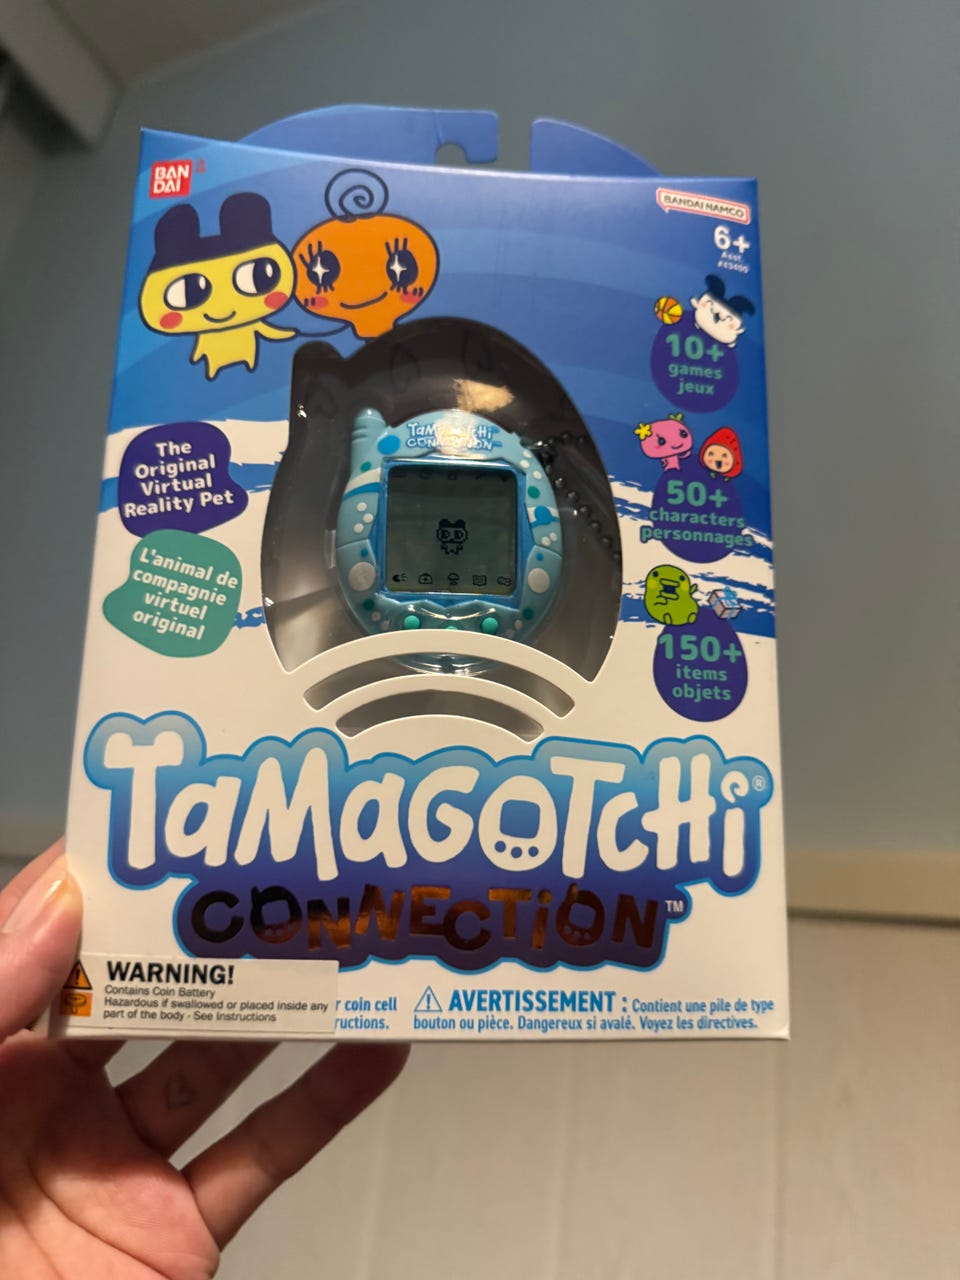 BAN
DAI
BANDAI NAMCO
6+
Asst.
#43400
10+
games
jeux
The
Original
Virtual
Reality Pet
TaMaGoTcHi
CONNECTiON
50+
characters
personnages
L'animal de
compagnie
virtuel
original
150+
items
objets
TaMaGOTcHi®
CONNECTiON™
WARNING!
Contains Coin Battery
Hazardous if swallowed or placed inside any
part of the body - See Instructions
coin cell
AVERTISSEMENT : Contient une pile de type
bouton ou pièce. Dangereux si avalé. Voyez les directives.